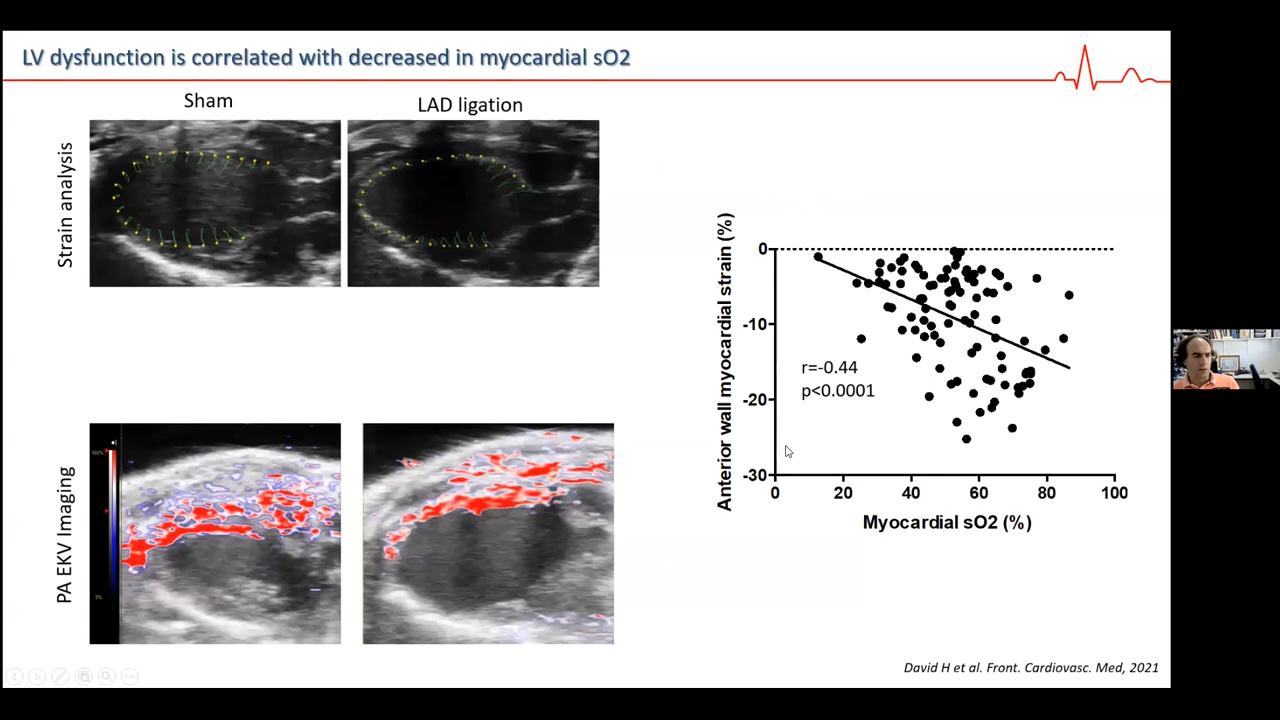 LV dysfunction is correlated with decreased in myocardial sO2
Sham
LAD ligation
Strain analysis
PA EKV Imaging
Anterior wall myocardial strain (%)
0
-10
-20
-30
r=-0.44
p<0.0001
0
20
40
60
80
100
Myocardial sO2 (%)
David H et al. Front. Cardiovasc. Med, 2021